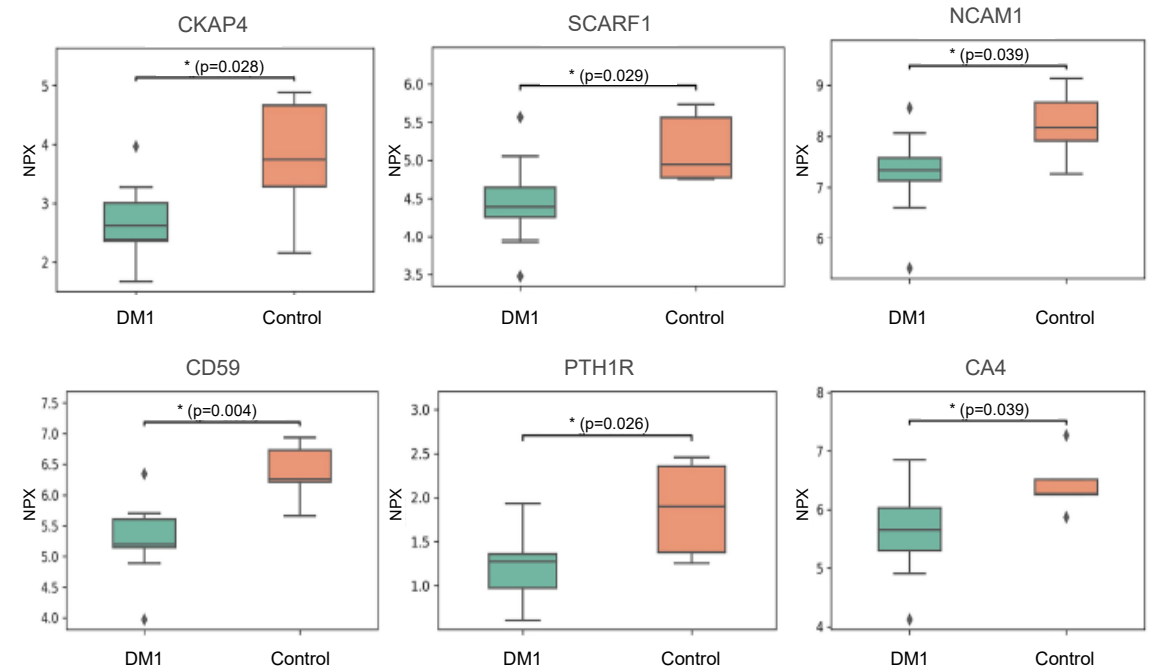 CKAP4
* (p=0.028)
5
4
3
2
NPX
DM1 Control
SCARF1
* (p=0.029)
6.0
5.5
5.0
4.5
4.0
3.5
NPX
DM1 Control
NCAM1
* (p=0.039)
9
8
7
6
NPX
DM1 Control
CD59
* (p=0.004)
7.5
7.0
6.5
6.0
5.5
5.0
4.5
4.0
NPX
DM1 Control
PTH1R
* (p=0.026)
3.0
2.5
2.0
1.5
1.0
NPX
DM1 Control
CA4
* (p=0.039)
8
7
6
5
4
NPX
DM1 Control